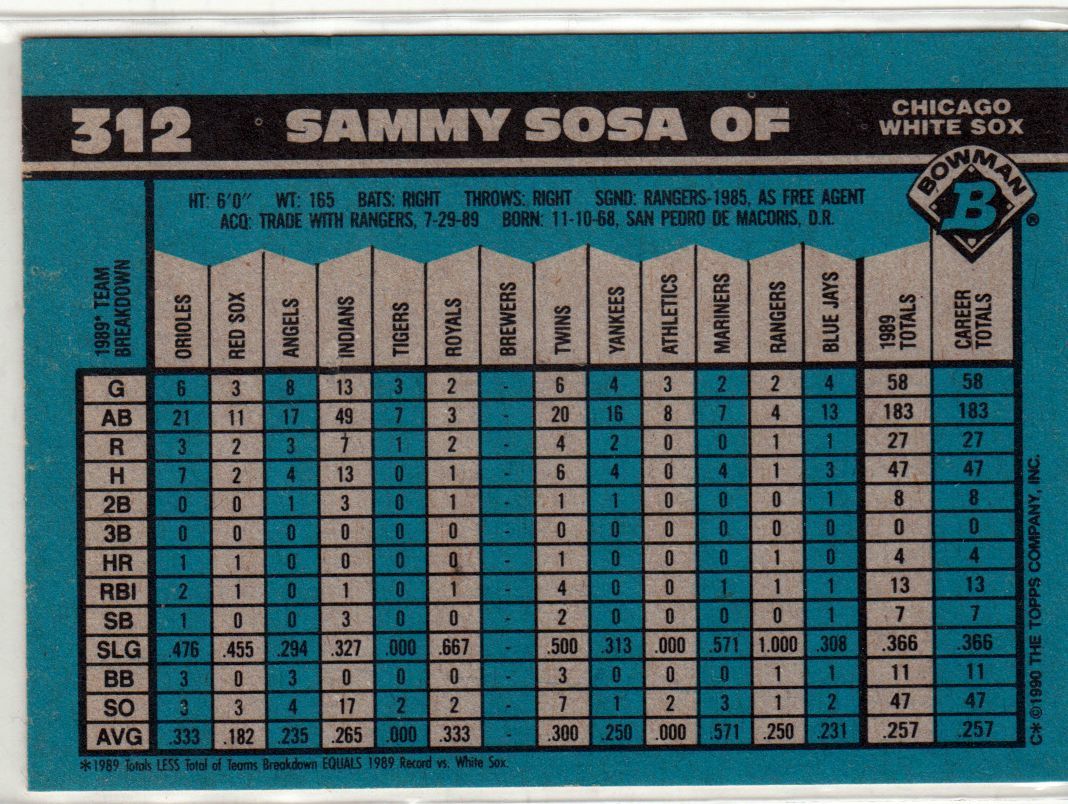 312 SAMMY SOSA OF CHICAGO WHITE SOX
BOWMAN B ®
HT: 6'0" WT: 165 BATS: RIGHT THROWS: RIGHT SGND: RANGERS-1985, AS FREE AGENT
ACQ: TRADE WITH RANGERS, 7-29-89 BORN: 11-10-68, SAN PEDRO DE MACORIS, D.R.
1989* TEAM BREAKDOWN ORIOLES RED SOX ANGELS INDIANS TIGERS ROYALS BREWERS TWINS YANKEES ATHLETICS MARINERS RANGERS BLUE JAYS 1989 TOTALS CAREER TOTALS
G 6 3 8 13 3 2 - 6 4 3 2 2 4 58 58
AB 21 11 17 49 7 3 - 20 16 8 7 4 13 183 183
R 3 2 3 7 1 2 - 4 2 0 0 1 1 27 27
H 7 2 4 13 0 1 - 6 4 0 4 1 3 47 47
2B 0 0 1 3 0 0 - 1 1 0 0 0 1 8 8
3B 0 0 0 0 0 0 - 0 0 0 0 0 0 0 0
HR 1 1 0 0 0 0 - 1 0 0 0 1 0 4 4
RBI 2 1 0 1 0 1 - 4 0 0 1 1 1 13 13
SB 1 0 0 3 0 0 - 2 0 0 0 0 1 7 7
SLG .476 .455 .294 .327 .000 .667 - .500 .313 .000 .571 1.000 .308 .366 .366
BB 3 0 3 0 0 0 - 3 0 0 0 1 1 11 11
SO 3 3 4 17 2 2 - 7 1 2 3 1 2 47 47
AVG .333 .182 .235 .265 .000 .333 - .300 .250 .000 .571 .250 .231 .257 .257
*1989 Totals LESS Total of Teams Breakdown EQUALS 1989 Record vs. White Sox.
C* ©1990 THE TOPPS COMPANY, INC.